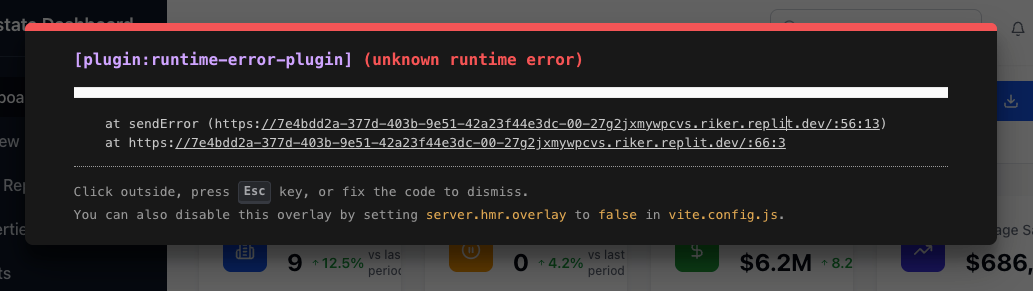 state Dashboard
[plugin:runtime-error-plugin] (unknown runtime error)
at sendError (https://7e4bdd2a-377d-403b-9e51-42a23f44e3dc-00-27g2jxmywpcvs.riker.replit.dev/:56:13)
at https://7e4bdd2a-377d-403b-9e51-42a23f44e3dc-00-27g2jxmywpcvs.riker.replit.dev/:66:3
Click outside, press Esc key, or fix the code to dismiss.
You can also disable this overlay by setting server.hmr.overlay to false in vite.config.js.
boa
ew
Rep
ertie
ts
9 ↑ 12.5% vs last period
0 ↑ 4.2% vs last period
$6.2M ↑ 8.2
age Sa
$686,